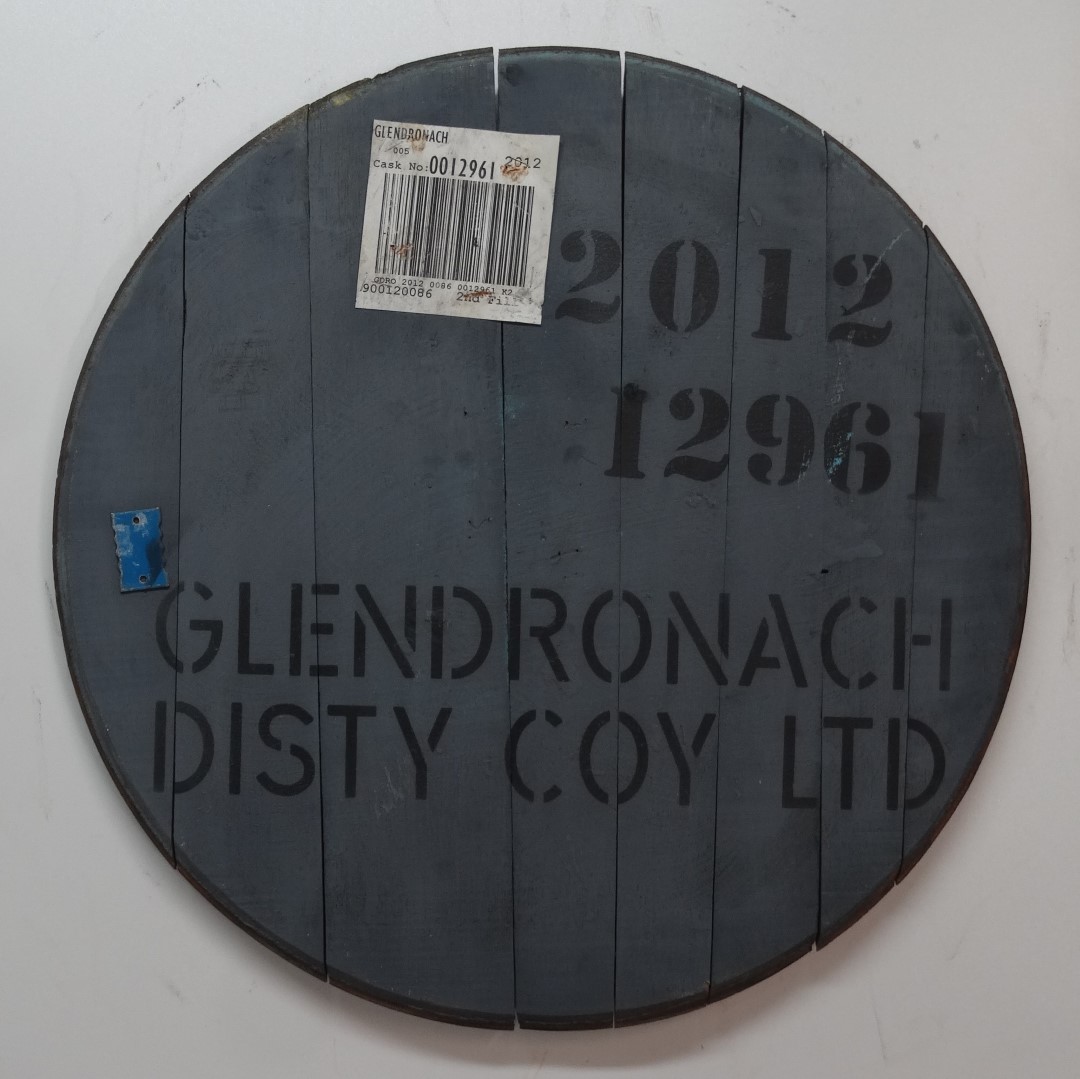 GLENDRONACH
005
Cask No:0012961 2012
GDRO 2012 0086 0012961 K2
900120086 2nd Fill
2012
12961
GLENDRONACH
DISTY COY LTD